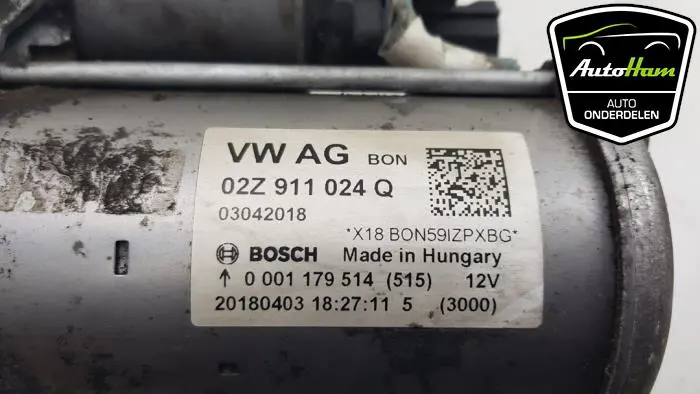 AutoHam
AUTO
ONDERDELEN
VW AG BON
02Z 911 024 Q
03042018
*X18 BON59IZPXBG*
BOSCH Made in Hungary
↑ 0 001 179 514 (515) 12V
20180403 18:27:11 5 (3000)